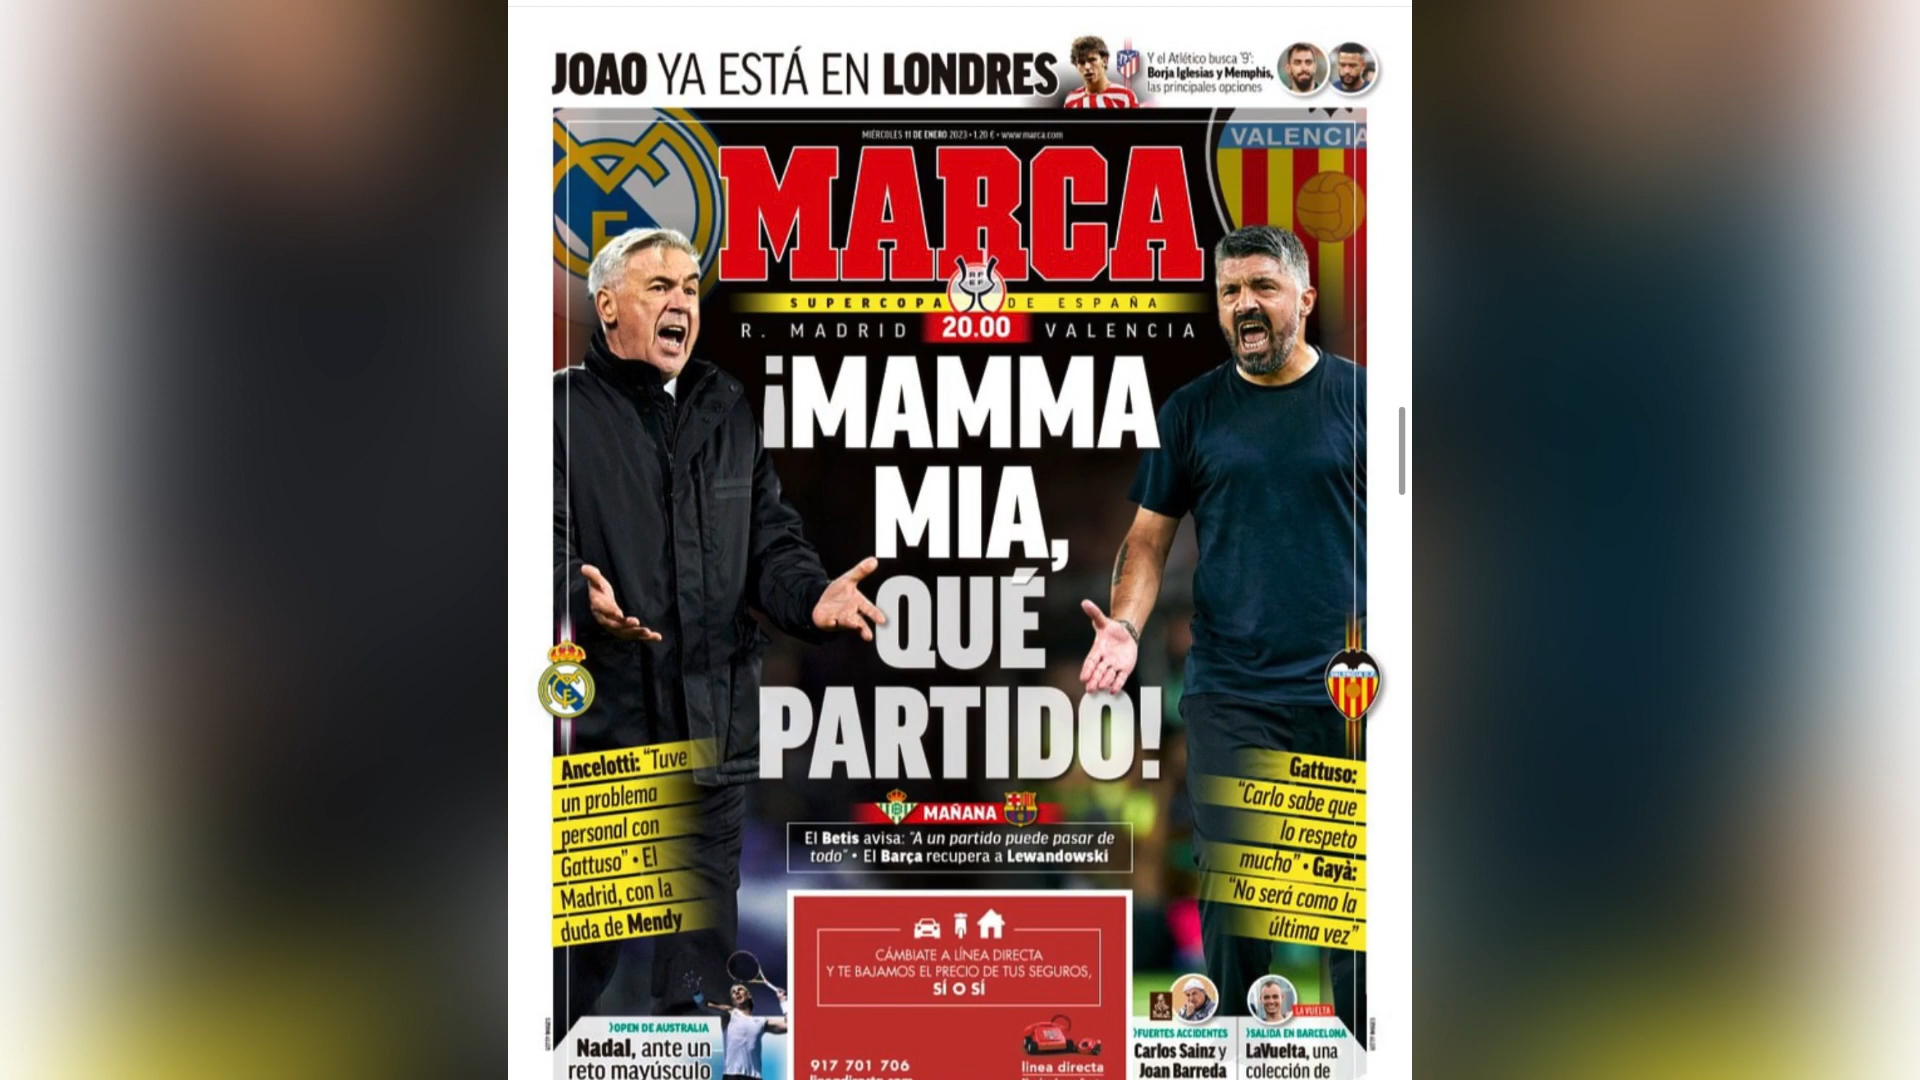 JOAO YA ESTÁ EN LONDRES
Y el Atlético busca '9':
Borja Iglesias y Memphis,
las principales opciones
MIÉRCOLES 11 DE ENERO 2023 • 1,20 € • www.marca.com
VALENCIA
MARCA
SUPERCOPA DE ESPAÑA
R. MADRID 20.00 VALENCIA
¡MAMMA
MIA,
QUÉ
PARTIDO!
Ancelotti: "Tuve
un problema
personal con
Gattuso" • El
Madrid, con la
duda de Mendy
Gattuso:
"Carlo sabe que
lo respeto
mucho" • Gayà:
"No será como la
última vez"
MAÑANA
El Betis avisa: "A un partido puede pasar de
todo" • El Barça recupera a Lewandowski
CÁMBIATE A LÍNEA DIRECTA
Y TE BAJAMOS EL PRECIO DE TUS SEGUROS,
SÍ O SÍ
917 701 706
lineadirecta.com
linea directa
OPEN DE AUSTRALIA
Nadal, ante un
reto mayúsculo
FUERTES ACCIDENTES
Carlos Sainz y
Joan Barreda
LA VUELTA
SALIDA EN BARCELONA
LaVuelta, una
colección de